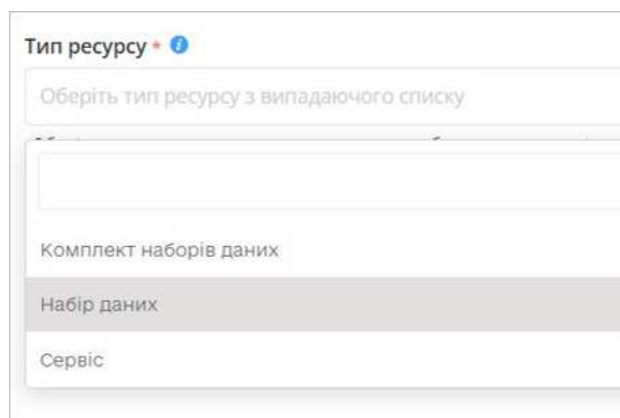 Тип ресурсу *
Оберіть тип ресурсу з випадаючого списку
Комплект наборів даних
Набір даних
Сервіс